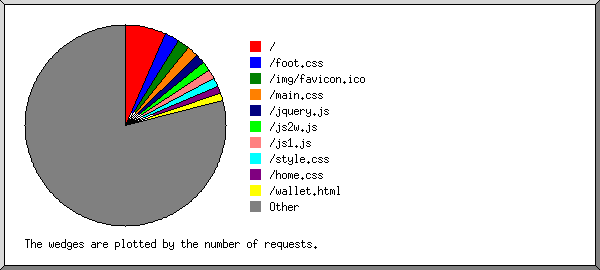 /
/foot.css
/img/favicon.ico
/main.css
/jquery.js
/js2w.js
/js1.js
/style.css
/home.css
/wallet.html
Other
The wedges are plotted by the number of requests.